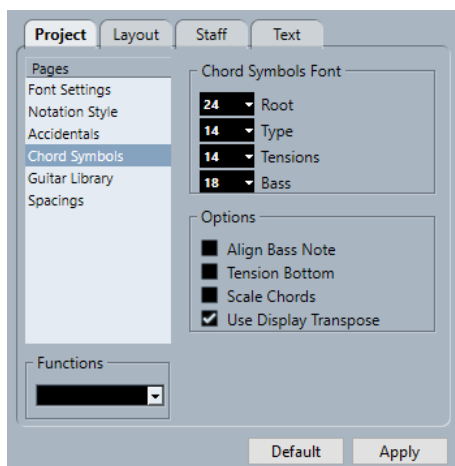 Project Layout Staff Text
Pages
Font Settings
Notation Style
Accidentals
Chord Symbols
Guitar Library
Spacings
Functions
Chord Symbols Font
24 Root
14 Type
14 Tensions
18 Bass
Options
Align Bass Note
Tension Bottom
Scale Chords
Use Display Transpose
Default Apply